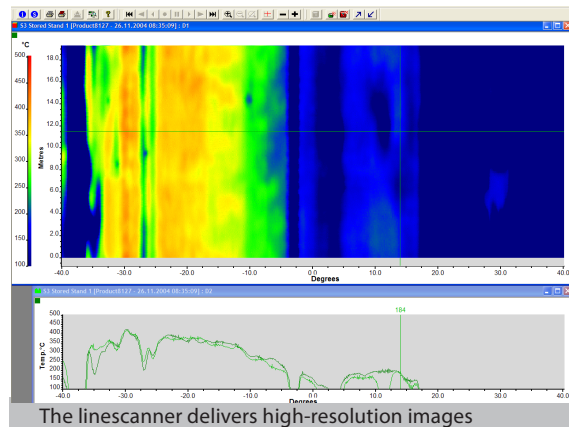 S3 Stored Stand 1 [Product8127 - 26.11.2004 08:35:09] : D1
°C
500
450
400
350
300
250
200
150
100
Metres
18.0
16.0
14.0
12.0
10.0
8.0
6.0
4.0
2.0
0.0
-40.0 -30.0 -20.0 -10.0 0.0 10.0 20.0 30.0 40.0
Degrees
S3 Stored Stand 1 [Product8127 - 26.11.2004 08:35:09] : D2
184
Temp.°C
500
450
400
350
300
250
200
150
100
-40.0 -30.0 -20.0 -10.0 0.0 10.0 20.0 30.0 40.0
Degrees
The linescanner delivers high-resolution images